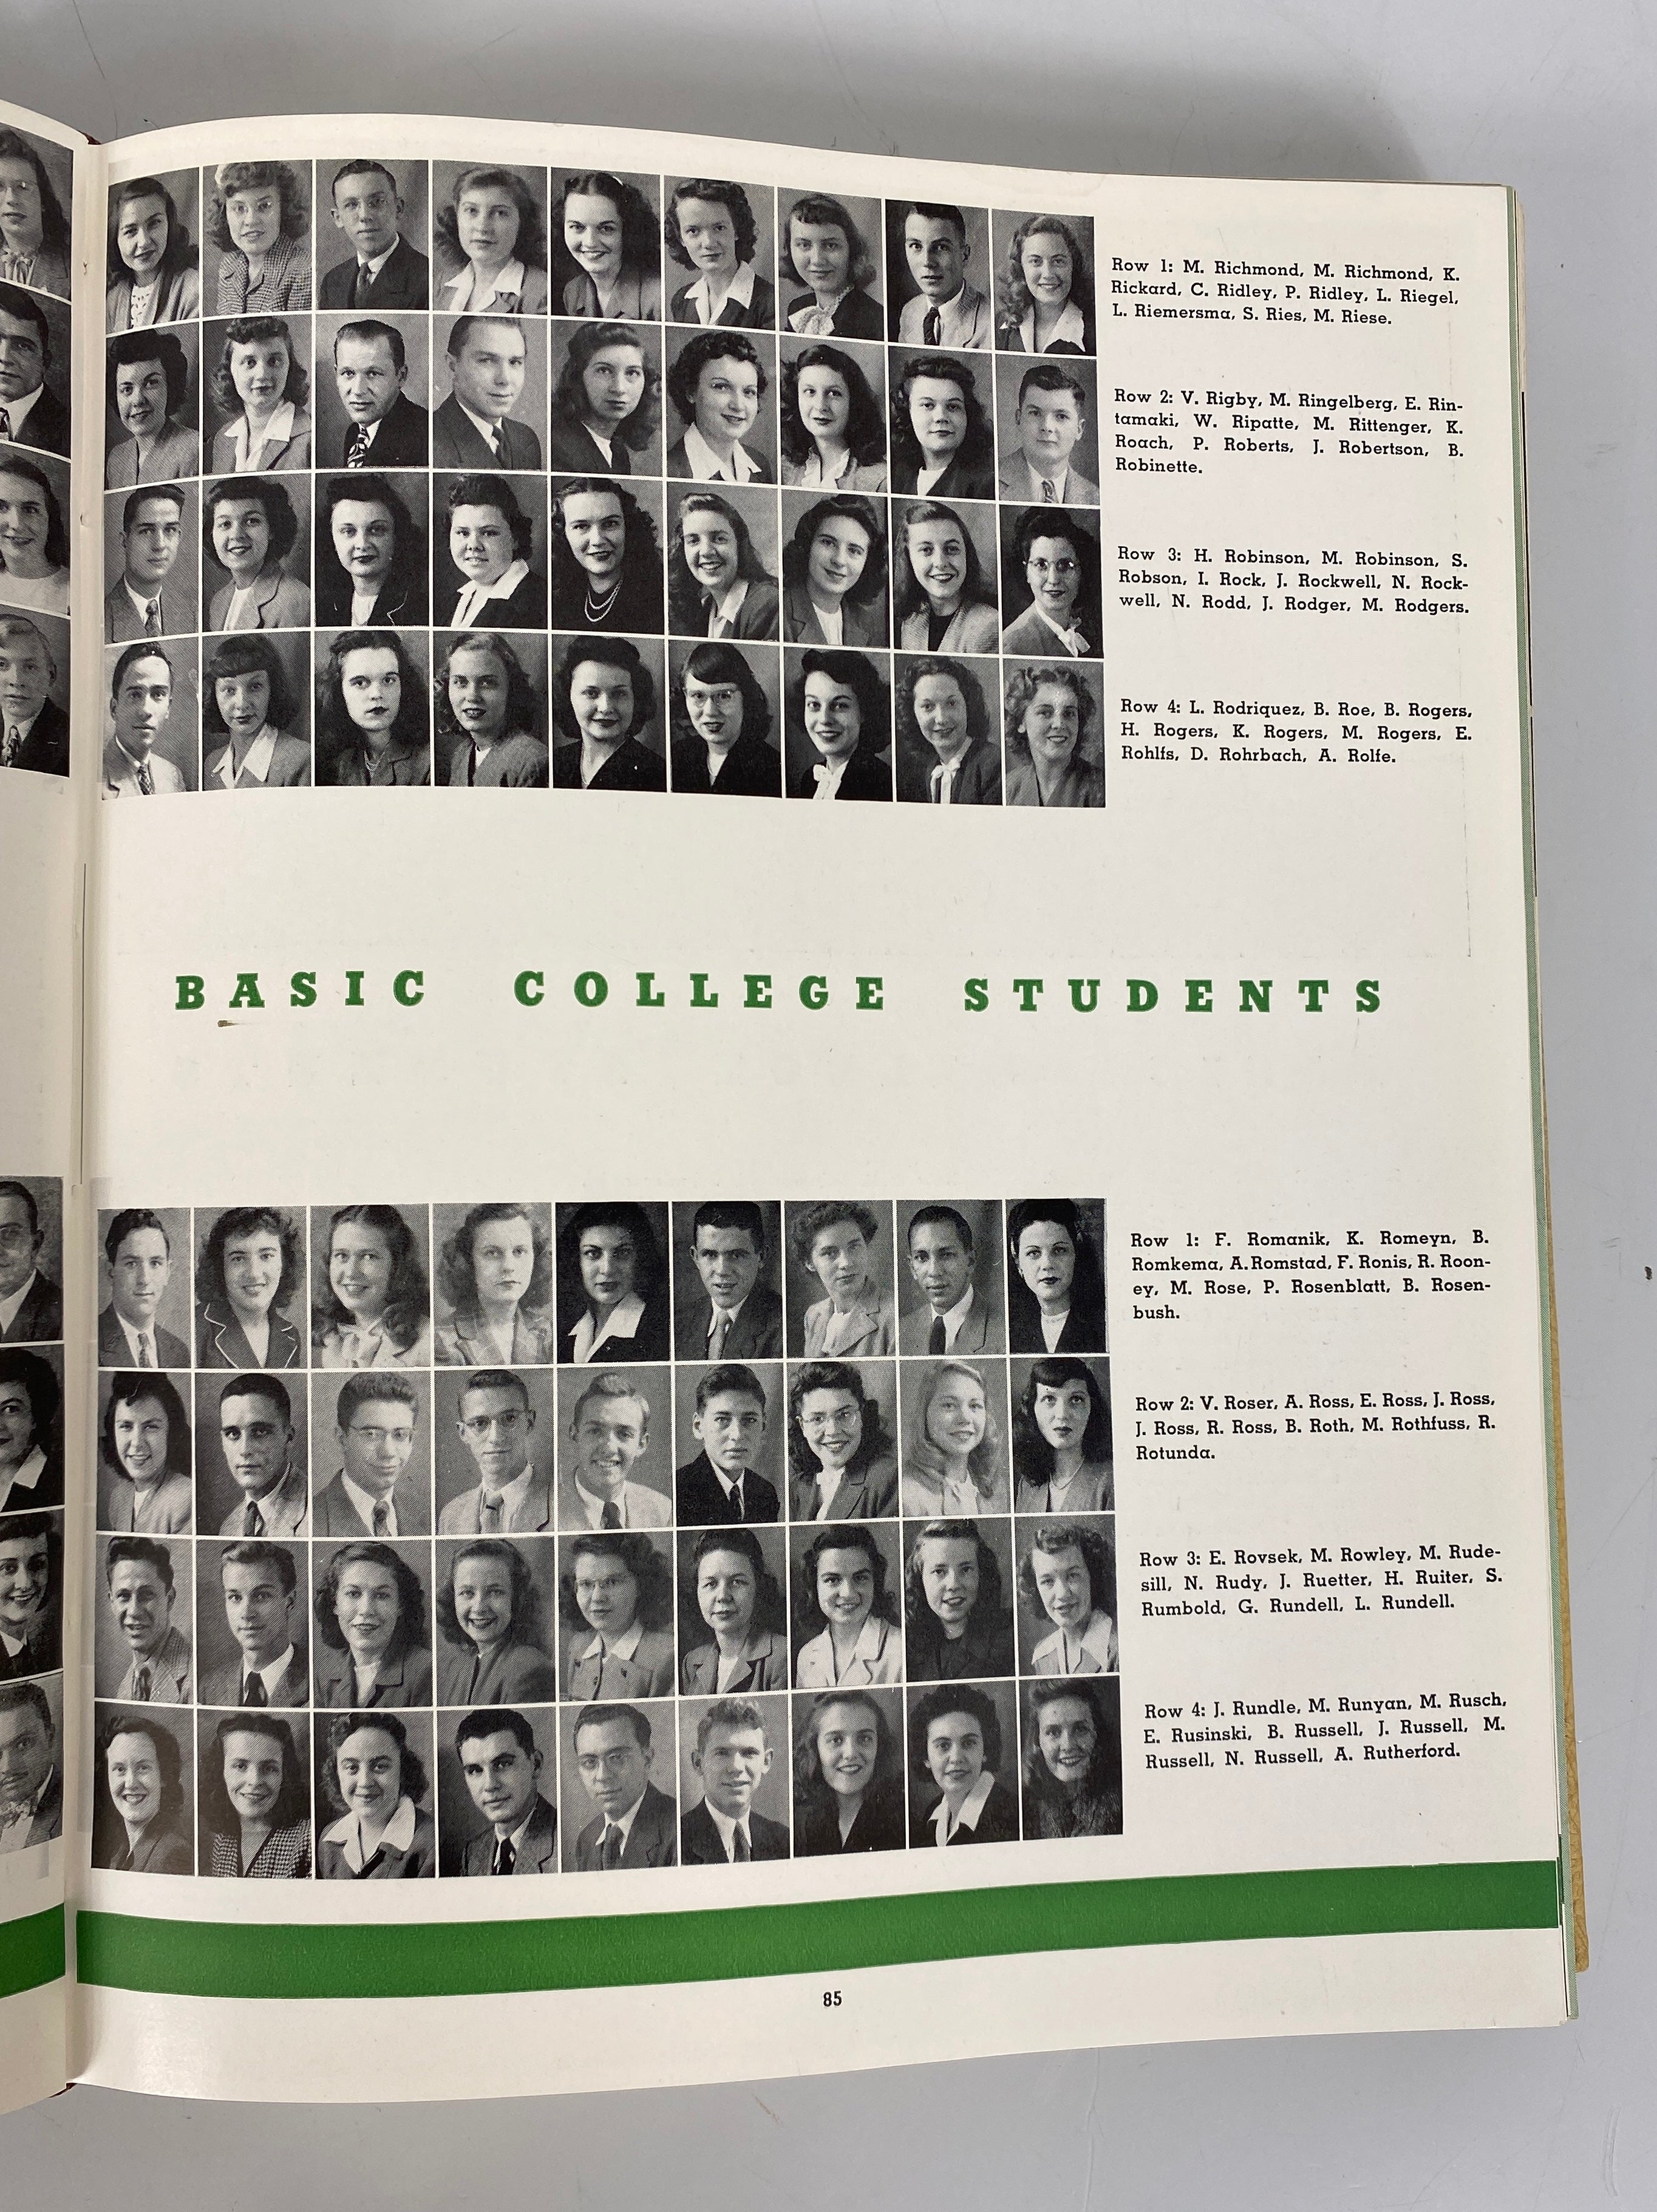 Row 1: M. Richmond, M. Richmond, K.
Rickard, C. Ridley, P. Ridley, L. Riegel,
L. Riemersma, S. Ries, M. Riese.
Row 2: V. Rigby, M. Ringelberg, E. Rin-
tamaki, W. Ripatte, M. Rittenger, K.
Roach, P. Roberts, J. Robertson, B.
Robinette.
Row 3: H. Robinson, M. Robinson, S.
Robson, I. Rock, J. Rockwell, N. Rock-
well, N. Rodd, J. Rodger, M. Rodgers.
Row 4: L. Rodriquez, B. Roe, B. Rogers,
H. Rogers, K. Rogers, M. Rogers, E.
Rohlfs, D. Rohrbach, A. Rolfe.
BASIC COLLEGE STUDENTS
Row 1: F. Romanik, K. Romeyn, B.
Romkema, A. Romstad, F. Ronis, R. Roon-
ey, M. Rose, P. Rosenblatt, B. Rosen-
bush.
Row 2: V. Roser, A. Ross, E. Ross, J. Ross,
J. Ross, R. Ross, B. Roth, M. Rothfuss, R.
Rotunda.
Row 3: E. Rovsek, M. Rowley, M. Rude-
sill, N. Rudy, J. Ruetter, H. Ruiter, S.
Rumbold, G. Rundell, L. Rundell.
Row 4: J. Rundle, M. Runyan, M. Rusch,
E. Rusinski, B. Russell, J. Russell, M.
Russell, N. Russell, A. Rutherford.
85